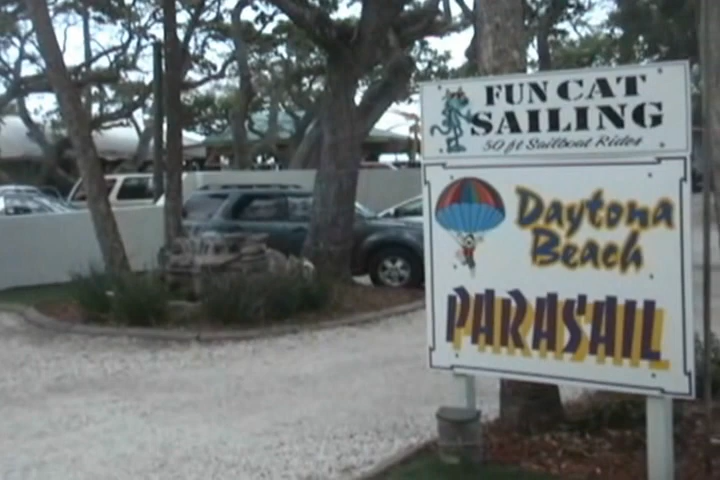 FUN CAT
SAILING
50 ft Sailboat Rides
Daytona
Beach
PARASAIL